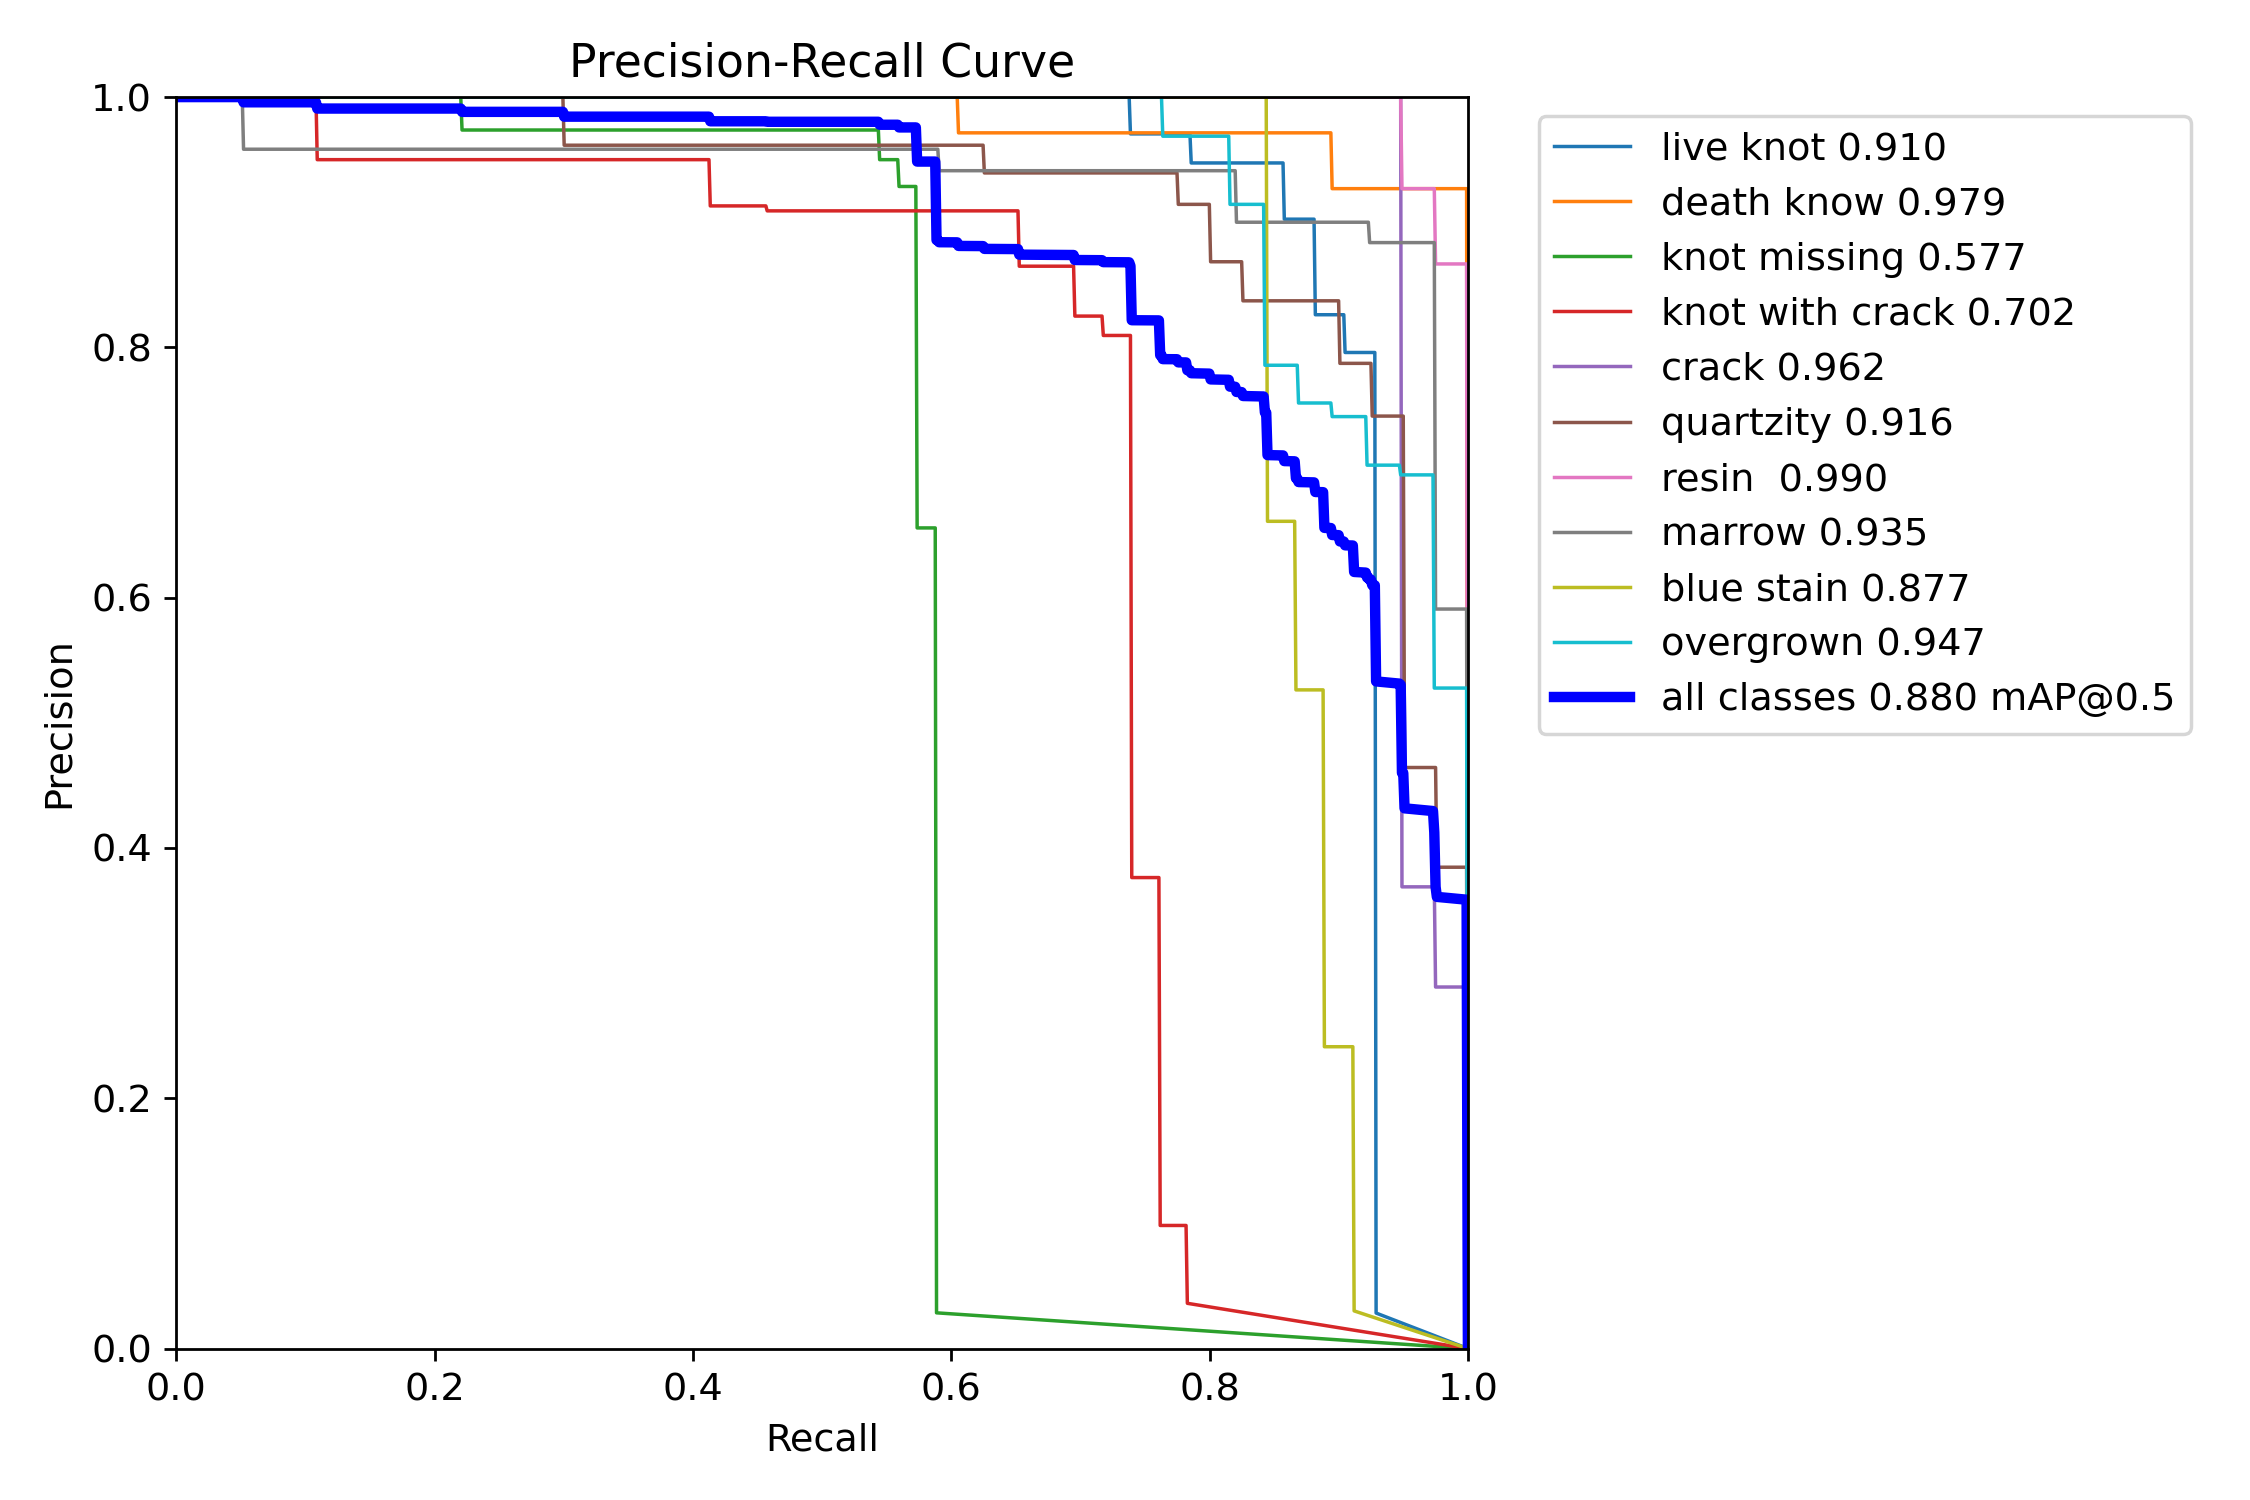 Precision-Recall Curve
1.0
0.8
0.6
0.4
0.2
0.0
Precision
0.0 0.2 0.4 0.6 0.8 1.0
Recall
live knot 0.910
death know 0.979
knot missing 0.577
knot with crack 0.702
crack 0.962
quartzity 0.916
resin  0.990
marrow 0.935
blue stain 0.877
overgrown 0.947
all classes 0.880 mAP@0.5